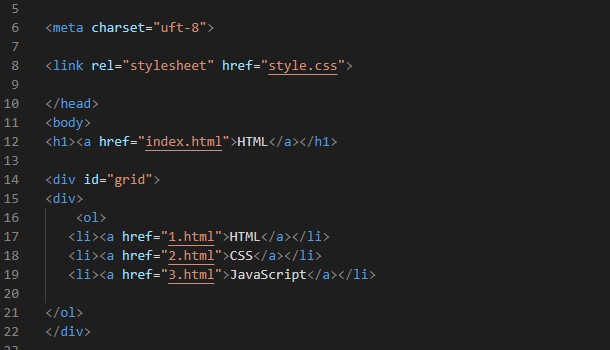 5
6 <meta charset="uft-8">
7
8 <link rel="stylesheet" href="style.css">
9
10 </head>
11 <body>
12 <h1><a href="index.html">HTML</a></h1>
13
14 <div id="grid">
15 <div>
16 <ol>
17 <li><a href="1.html">HTML</a></li>
18 <li><a href="2.html">CSS</a></li>
19 <li><a href="3.html">JavaScript</a></li>
20
21 </ol>
22 </div>